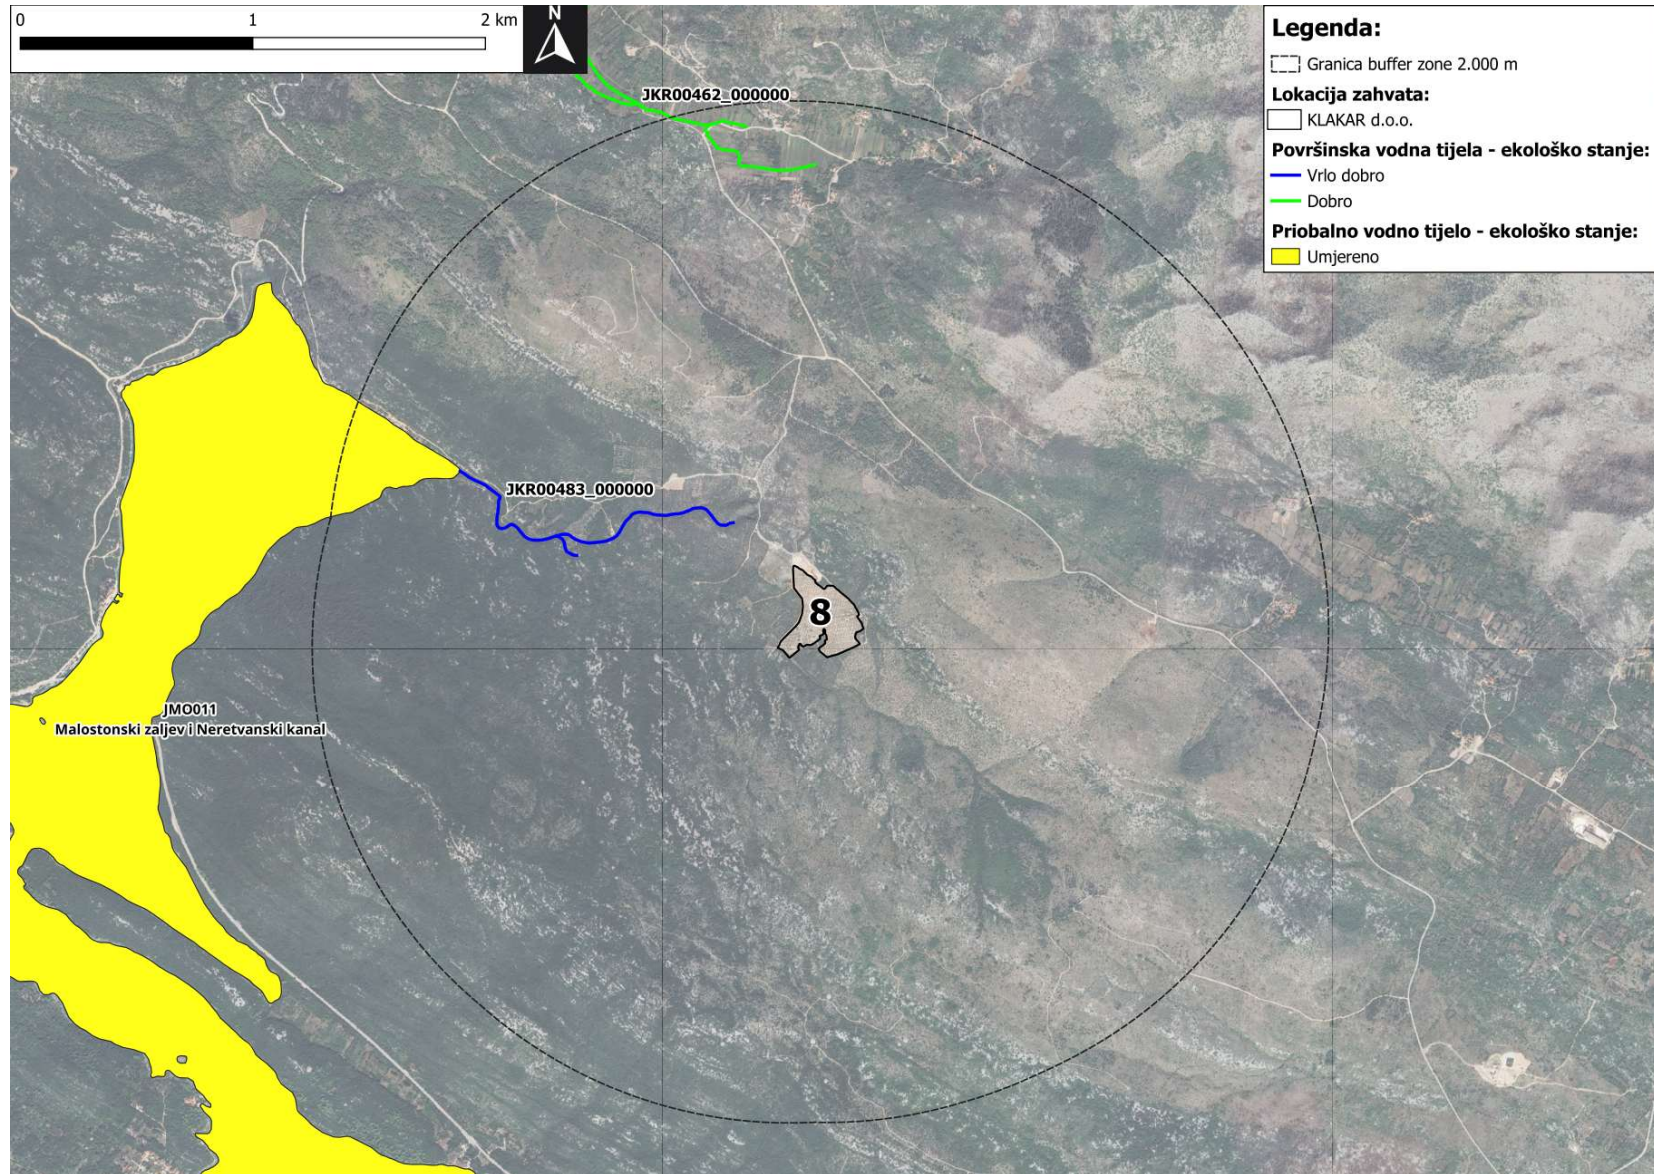 0 1 2 km
N
Legenda:
Granica buffer zone 2.000 m
Lokacija zahvata:
KLAKAR d.o.o.
Površinska vodna tijela - ekološko stanje:
Vrlo dobro
Dobro
Priobalno vodno tijelo - ekološko stanje:
Umjereno
JKR00462_000000
JKR00483_000000
8
JMO011
Malostonski zaljev i Neretvanski kanal